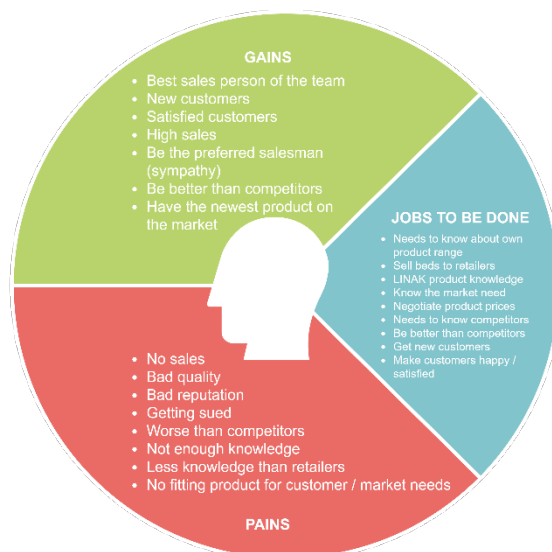 GAINS
• Best sales person of the team
• New customers
• Satisfied customers
• High sales
• Be the preferred salesman
(sympathy)
• Be better than competitors
• Have the newest product on
the market
JOBS TO BE DONE
• Needs to know about own
product range
• Sell beds to retailers
• LINAK product knowledge
• Know the market need
• Negotiate product prices
• Needs to know competitors
• Be better than competitors
• Get new customers
• Make customers happy /
satisfied
• No sales
• Bad quality
• Bad reputation
• Getting sued
• Worse than competitors
• Not enough knowledge
• Less knowledge than retailers
• No fitting product for customer / market needs
PAINS